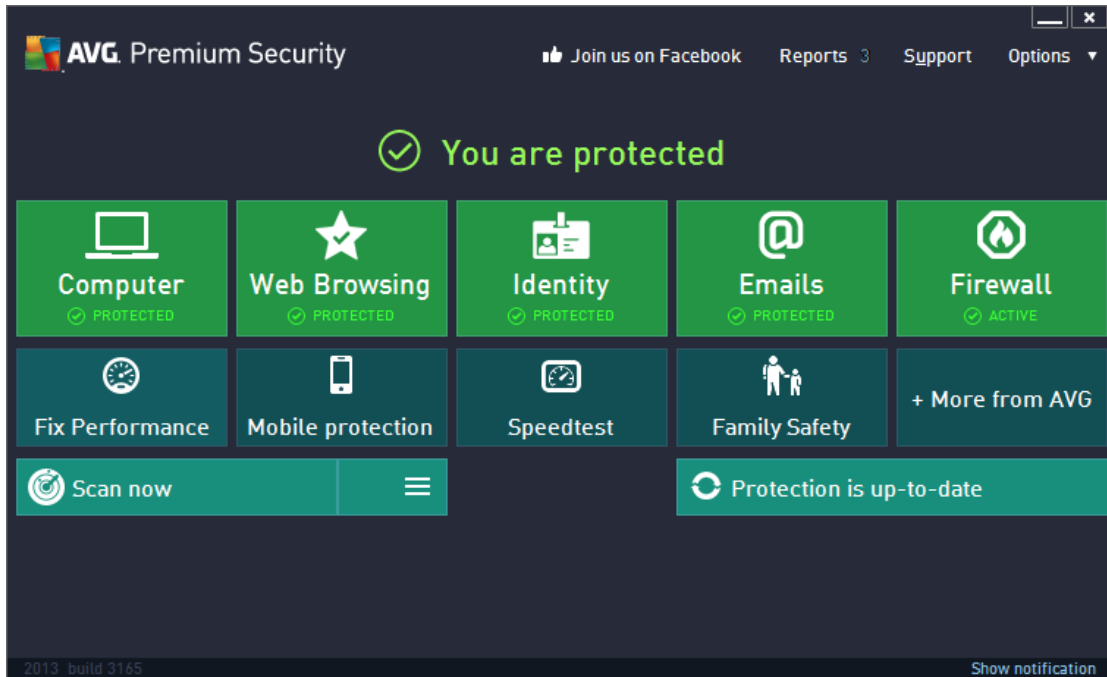 AVG. Premium Security
Join us on Facebook
Reports 3
Support
Options
You are protected
Computer
PROTECTED
Web Browsing
PROTECTED
Identity
PROTECTED
Emails
PROTECTED
Firewall
ACTIVE
Fix Performance
Mobile protection
Speedtest
Family Safety
+ More from AVG
Scan now
Protection is up-to-date
2013 build 3165
Show notification